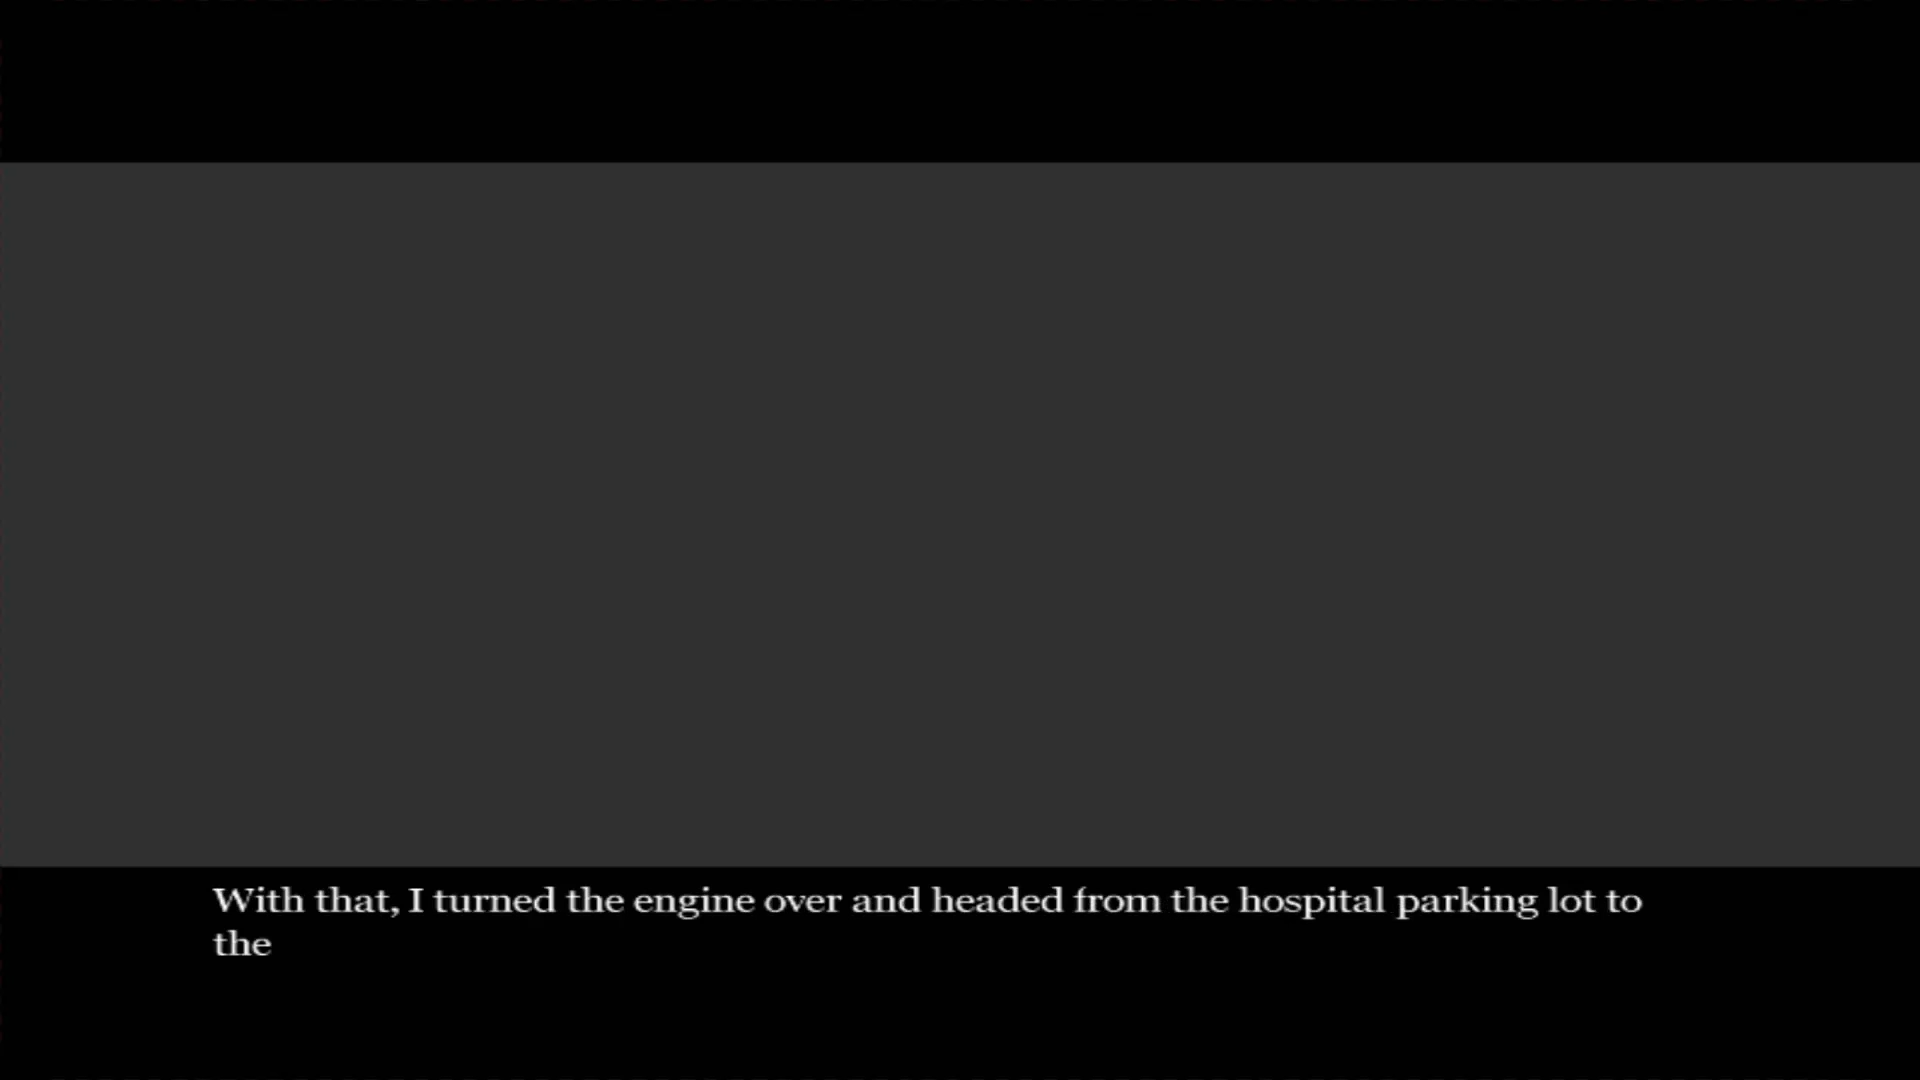 With that, I turned the engine over and headed from the hospital parking lot to
the